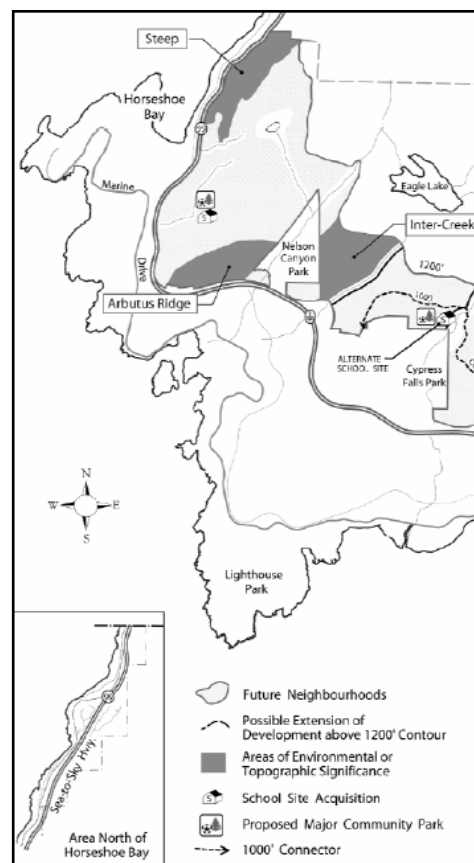 Steep
Horseshoe
Bay
Marine
Drive
S
Eagle Lake
Inter-Creek
Nelson
Canyon
Park
1200'
Arbutus Ridge
ALTERNATE
SCHOOL SITE
S
Cypress
Falls Park
N
W
E
S
Lighthouse
Park
99
Sea-to-Sky Hwy.
Area North of
Horseshoe Bay
Future Neighbourhoods
Possible Extension of
Development above 1200' Contour
Areas of Environmental or
Topographic Significance
S
School Site Acquisition
Proposed Major Community Park
1000' Connector